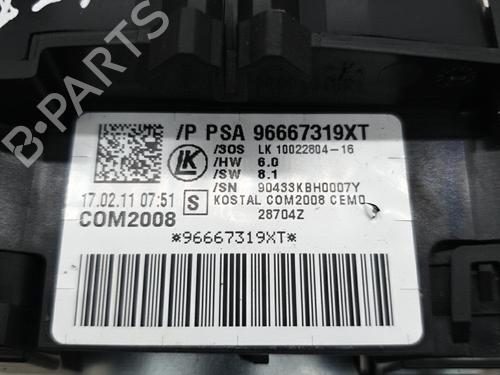 /P PSA 96667319XT
/SOS LK 10022804-16
/HW 6.0
/SW 8.1
/SN 90433KBH0007Y
LK
17.02.11 07:51
S
KOSTAL COM2008 CEMO
COM2008
28704Z
*96667319XT*
B-PARTS